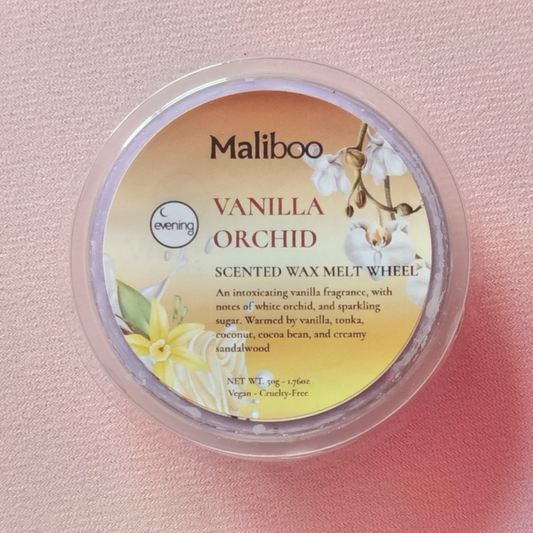 Maliboo
evening
VANILLA
ORCHID
SCENTED WAX MELT WHEEL
An intoxicating vanilla fragrance, with
notes of white orchid, and sparkling
sugar. Warmed by vanilla, tonka,
coconut, cocoa bean, and creamy
sandalwood
NET WT. 50g - 1.76oz
Vegan - Cruelty-Free